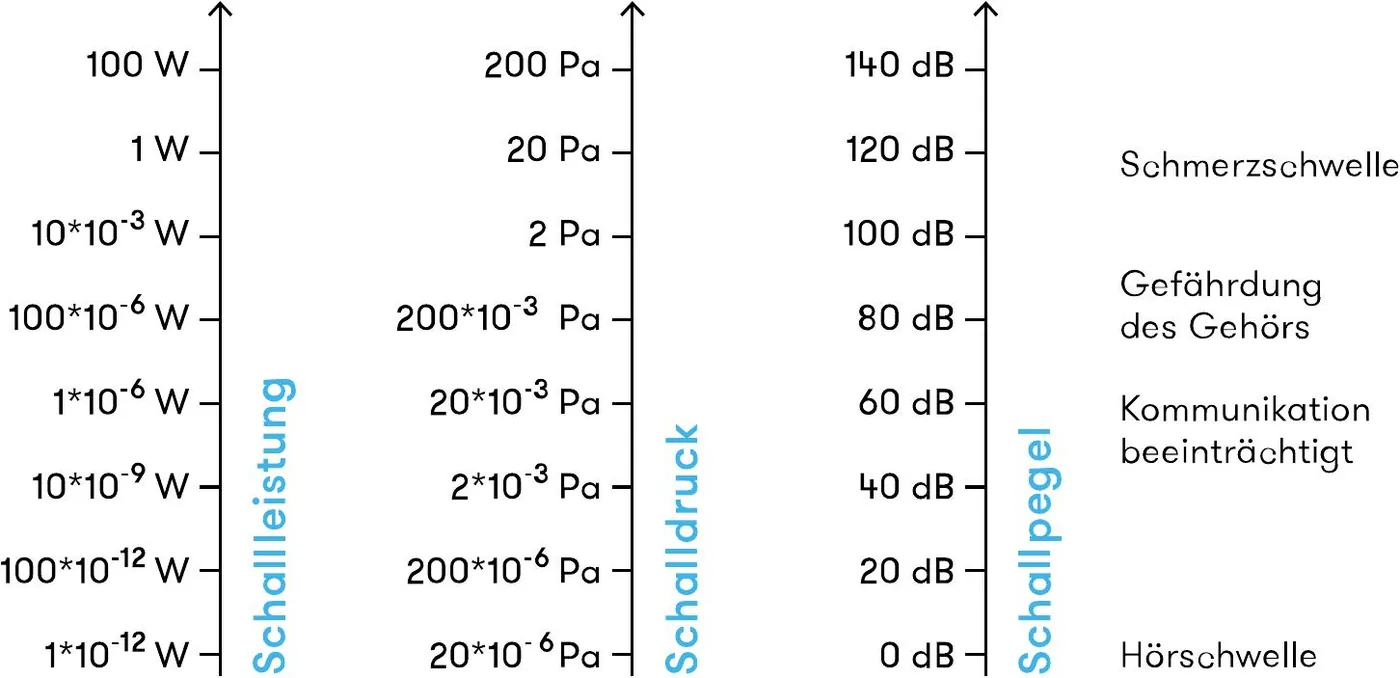 100 W
1 W
10*10-3 W
100*10-6 W
1*10-6 W
10*10-9 W
100*10-12 W
1*10-12 W
Schallleistung
200 Pa
20 Pa
2 Pa
200*10-3 Pa
20*10-3 Pa
2*10-3 Pa
200*10-6 Pa
20*10-6 Pa
Schalldruck
140 dB
120 dB
100 dB
80 dB
60 dB
40 dB
20 dB
0 dB
Schallpegel
Schmerzschwelle
Gefährdung
des Gehörs
Kommunikation
beeinträchtigt
Hörschwelle